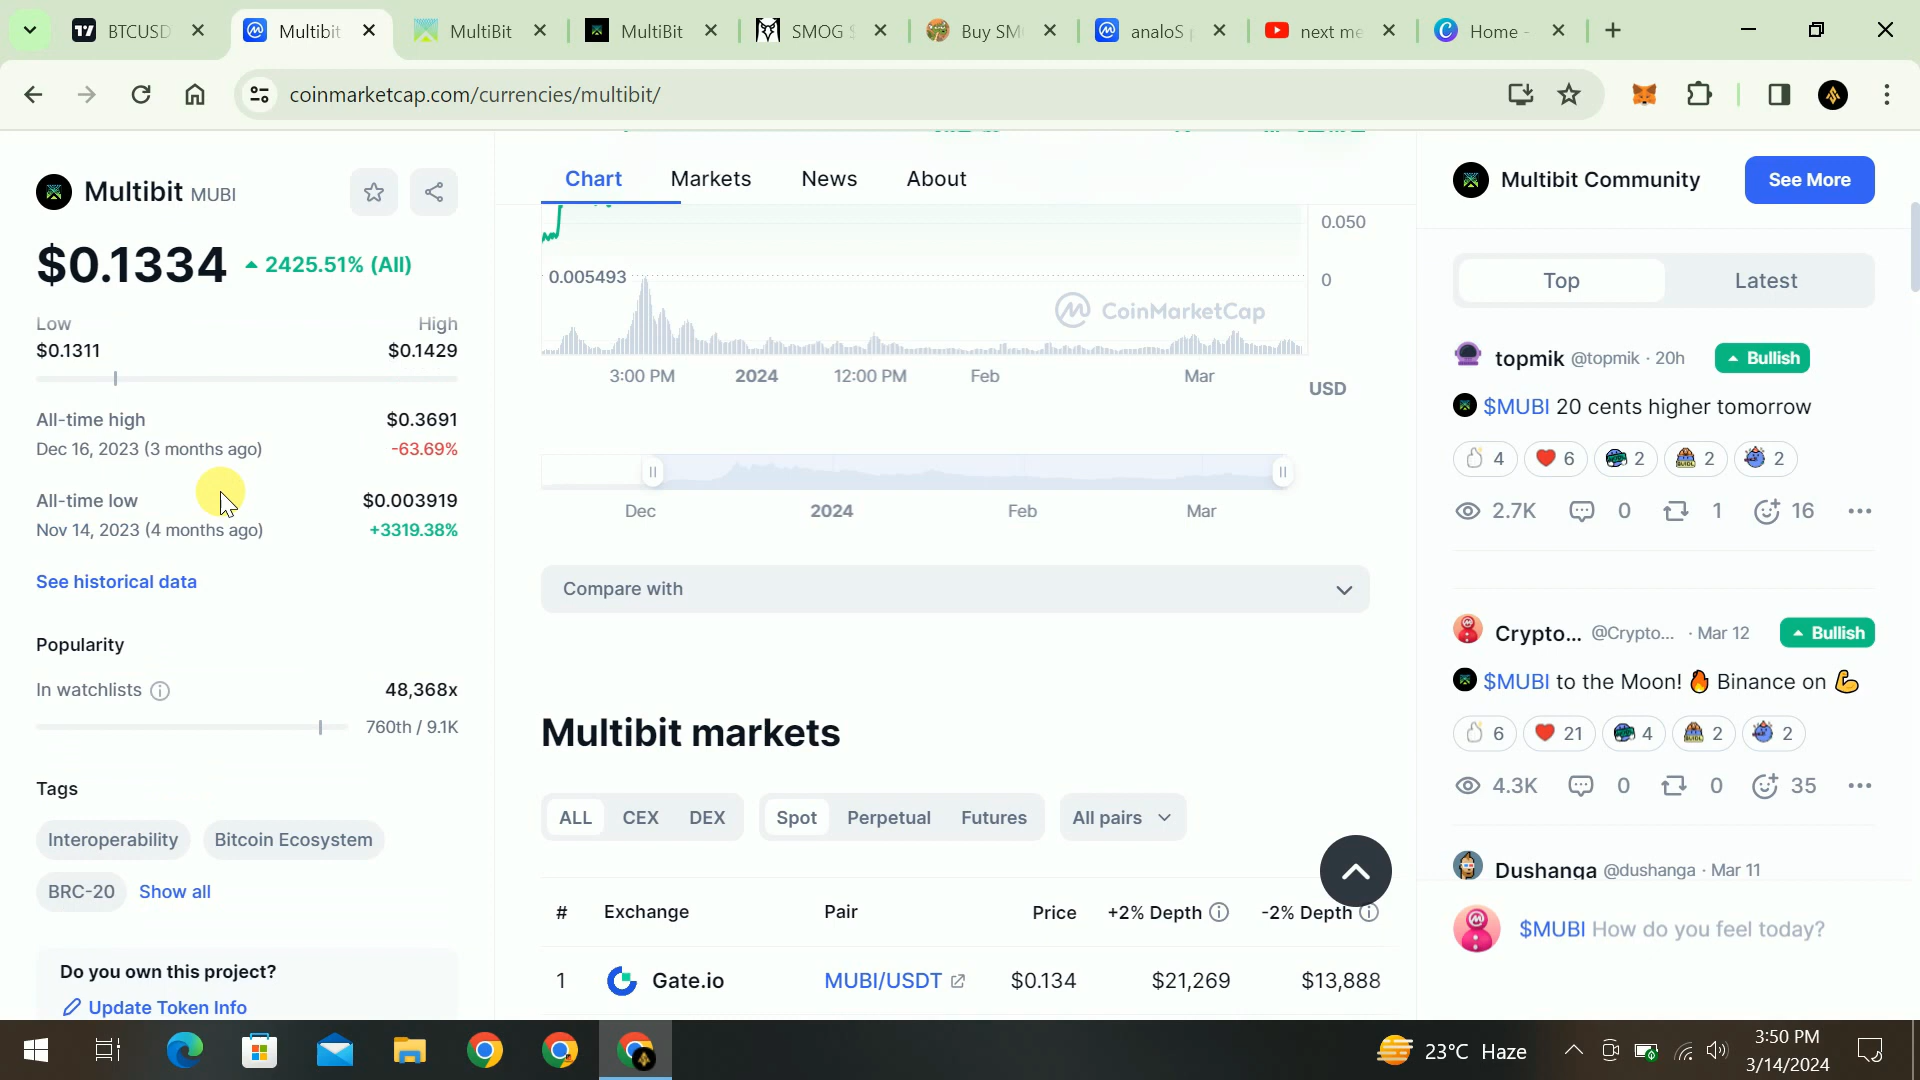 BTCUSD
Multibit
MultiBit
MultiBit
SMOG
Buy SM
analoS
next me
Home -
coinmarketcap.com/currencies/multibit/
Multibit MUBI
$0.1334 2425.51% (All)
Low High
$0.1311 $0.1429
All-time high $0.3691
Dec 16, 2023 (3 months ago) -63.69%
All-time low $0.003919
Nov 14, 2023 (4 months ago) +3319.38%
See historical data
Popularity
In watchlists 48,368x
760th / 9.1K
Tags
Interoperability Bitcoin Ecosystem
BRC-20 Show all
Do you own this project?
Update Token Info
Chart Markets News About
0.050
0.005493 0
CoinMarketCap
3:00 PM 2024 12:00 PM Feb Mar
USD
Dec 2024 Feb Mar
Compare with
Multibit markets
ALL CEX DEX Spot Perpetual Futures All pairs
# Exchange Pair Price +2% Depth -2% Depth
1 Gate.io MUBI/USDT $0.134 $21,269 $13,888
Multibit Community See More
Top Latest
topmik @topmik · 20h Bullish
$MUBI 20 cents higher tomorrow
4 6 2 2 2
2.7K 0 1 16
Crypto... @Crypto... · Mar 12 Bullish
$MUBI to the Moon! 🔥 Binance on 💪
6 21 4 2 2
4.3K 0 0 35
Dushanga @dushanga · Mar 11
$MUBI How do you feel today?
23°C Haze
3:50 PM
3/14/2024